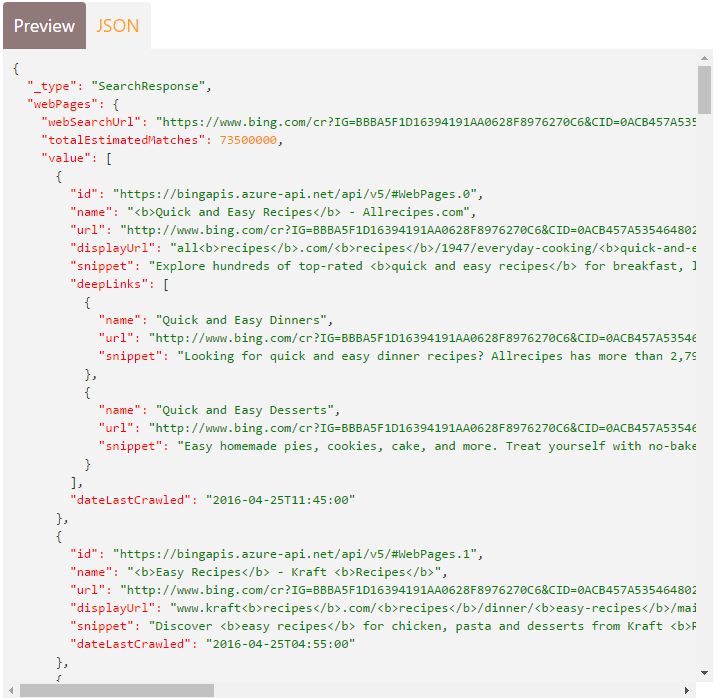 Preview JSON
{
"_type": "SearchResponse",
"webPages": {
"webSearchUrl": "https://www.bing.com/cr?IG=BBBA5F1D16394191AA0628F8976270C6&CID=0ACB457A535
"totalEstimatedMatches": 73500000,
"value": [
{
"id": "https://bingapis.azure-api.net/api/v5/#WebPages.0",
"name": "<b>Quick and Easy Recipes</b> - Allrecipes.com",
"url": "http://www.bing.com/cr?IG=BBBA5F1D16394191AA0628F8976270C6&CID=0ACB457A535464802
"displayUrl": "all<b>recipes</b>.com/<b>recipes</b>/1947/everyday-cooking/<b>quick-and-e
"snippet": "Explore hundreds of top-rated <b>quick and easy recipes</b> for breakfast, l
"deepLinks": [
{
"name": "Quick and Easy Dinners",
"url": "http://www.bing.com/cr?IG=BBBA5F1D16394191AA0628F8976270C6&CID=0ACB457A53546
"snippet": "Looking for quick and easy dinner recipes? Allrecipes has more than 2,79
},
{
"name": "Quick and Easy Desserts",
"url": "http://www.bing.com/cr?IG=BBBA5F1D16394191AA0628F8976270C6&CID=0ACB457A53546
"snippet": "Easy homemade pies, cookies, cake, and more. Treat yourself with no-bake
}
],
"dateLastCrawled": "2016-04-25T11:45:00"
},
{
"id": "https://bingapis.azure-api.net/api/v5/#WebPages.1",
"name": "<b>Easy Recipes</b> - Kraft <b>Recipes</b>",
"url": "http://www.bing.com/cr?IG=BBBA5F1D16394191AA0628F8976270C6&CID=0ACB457A535464802
"displayUrl": "www.kraft<b>recipes</b>.com/<b>recipes</b>/dinner/<b>easy-recipes</b>/mai
"snippet": "Discover <b>easy recipes</b> for chicken, pasta and desserts from Kraft <b>R
"dateLastCrawled": "2016-04-25T04:55:00"
},
{